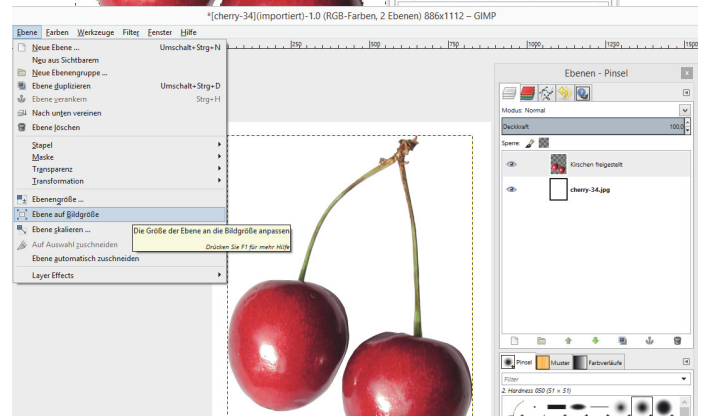 *[cherry-34](importiert)-1.0 (RGB-Farben, 2 Ebenen) 886x1112 – GIMP
Ebene Farben Werkzeuge Filter Fenster Hilfe
Neue Ebene ... Umschalt+Strg+N
Neu aus Sichtbarem
Neue Ebenengruppe ...
Ebene duplizieren Umschalt+Strg+D
Ebene verankern Strg+H
Nach unten vereinen
Ebene löschen
Stapel
Maske
Transparenz
Transformation
Ebenengröße ...
Ebene auf Bildgröße
Ebene skalieren ...
Auf Auswahl zuschneiden
Ebene automatisch zuschneiden
Layer Effects
Die Größe der Ebene an die Bildgröße anpassen
Drücken Sie F1 für mehr Hilfe
250 500 750 1000 1250 1500
Ebenen - Pinsel
x
Modus: Normal
Deckkraft 100,0
Sperre:
Kirschen freigestellt
cherry-34.jpg
Pinsel Muster Farbverläufe
Filter
2. Hardness 050 (51 × 51)